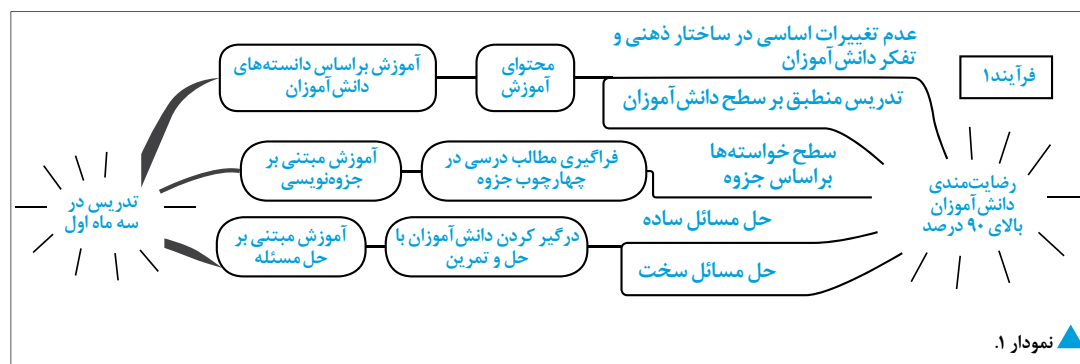 فرآیند۱
عدم تغییرات اساسی در ساختار ذهنی و
تفکر دانش‌آموزان
تدریس منطبق بر سطح دانش‌آموزان
محتوای
آموزش
آموزش براساس دانسته‌های
دانش‌آموزان
رضایت‌مندی
دانش‌آموزان
بالای ۹۰ درصد
سطح خواسته‌ها
براساس جزوه
فراگیری مطالب درسی در
چهارچوب جزوه
آموزش مبتنی بر
جزوه‌نویسی
تدریس در
سه ماه اول
حل مسائل ساده
حل مسائل سخت
درگیر کردن دانش‌آموزان با
حل و تمرین
آموزش مبتنی بر
حل مسئله
نمودار ۱.